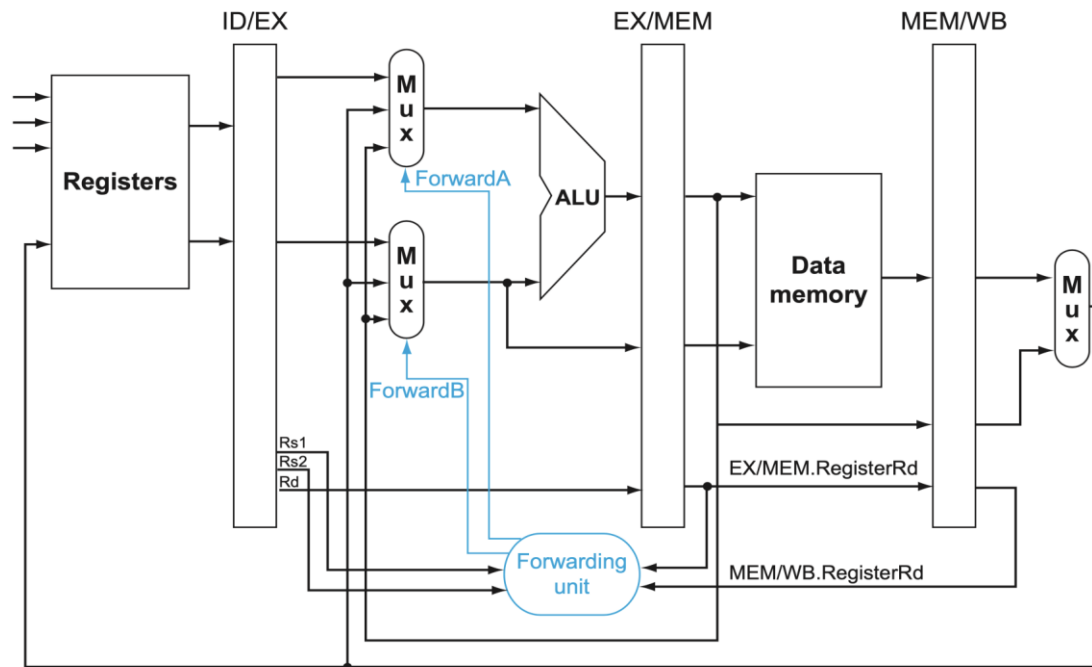 ID/EX
EX/MEM
MEM/WB
Registers
M
u
x
ForwardA
ALU
M
u
x
ForwardB
Data
memory
M
u
x
Rs1
Rs2
Rd
EX/MEM.RegisterRd
Forwarding
unit
MEM/WB.RegisterRd